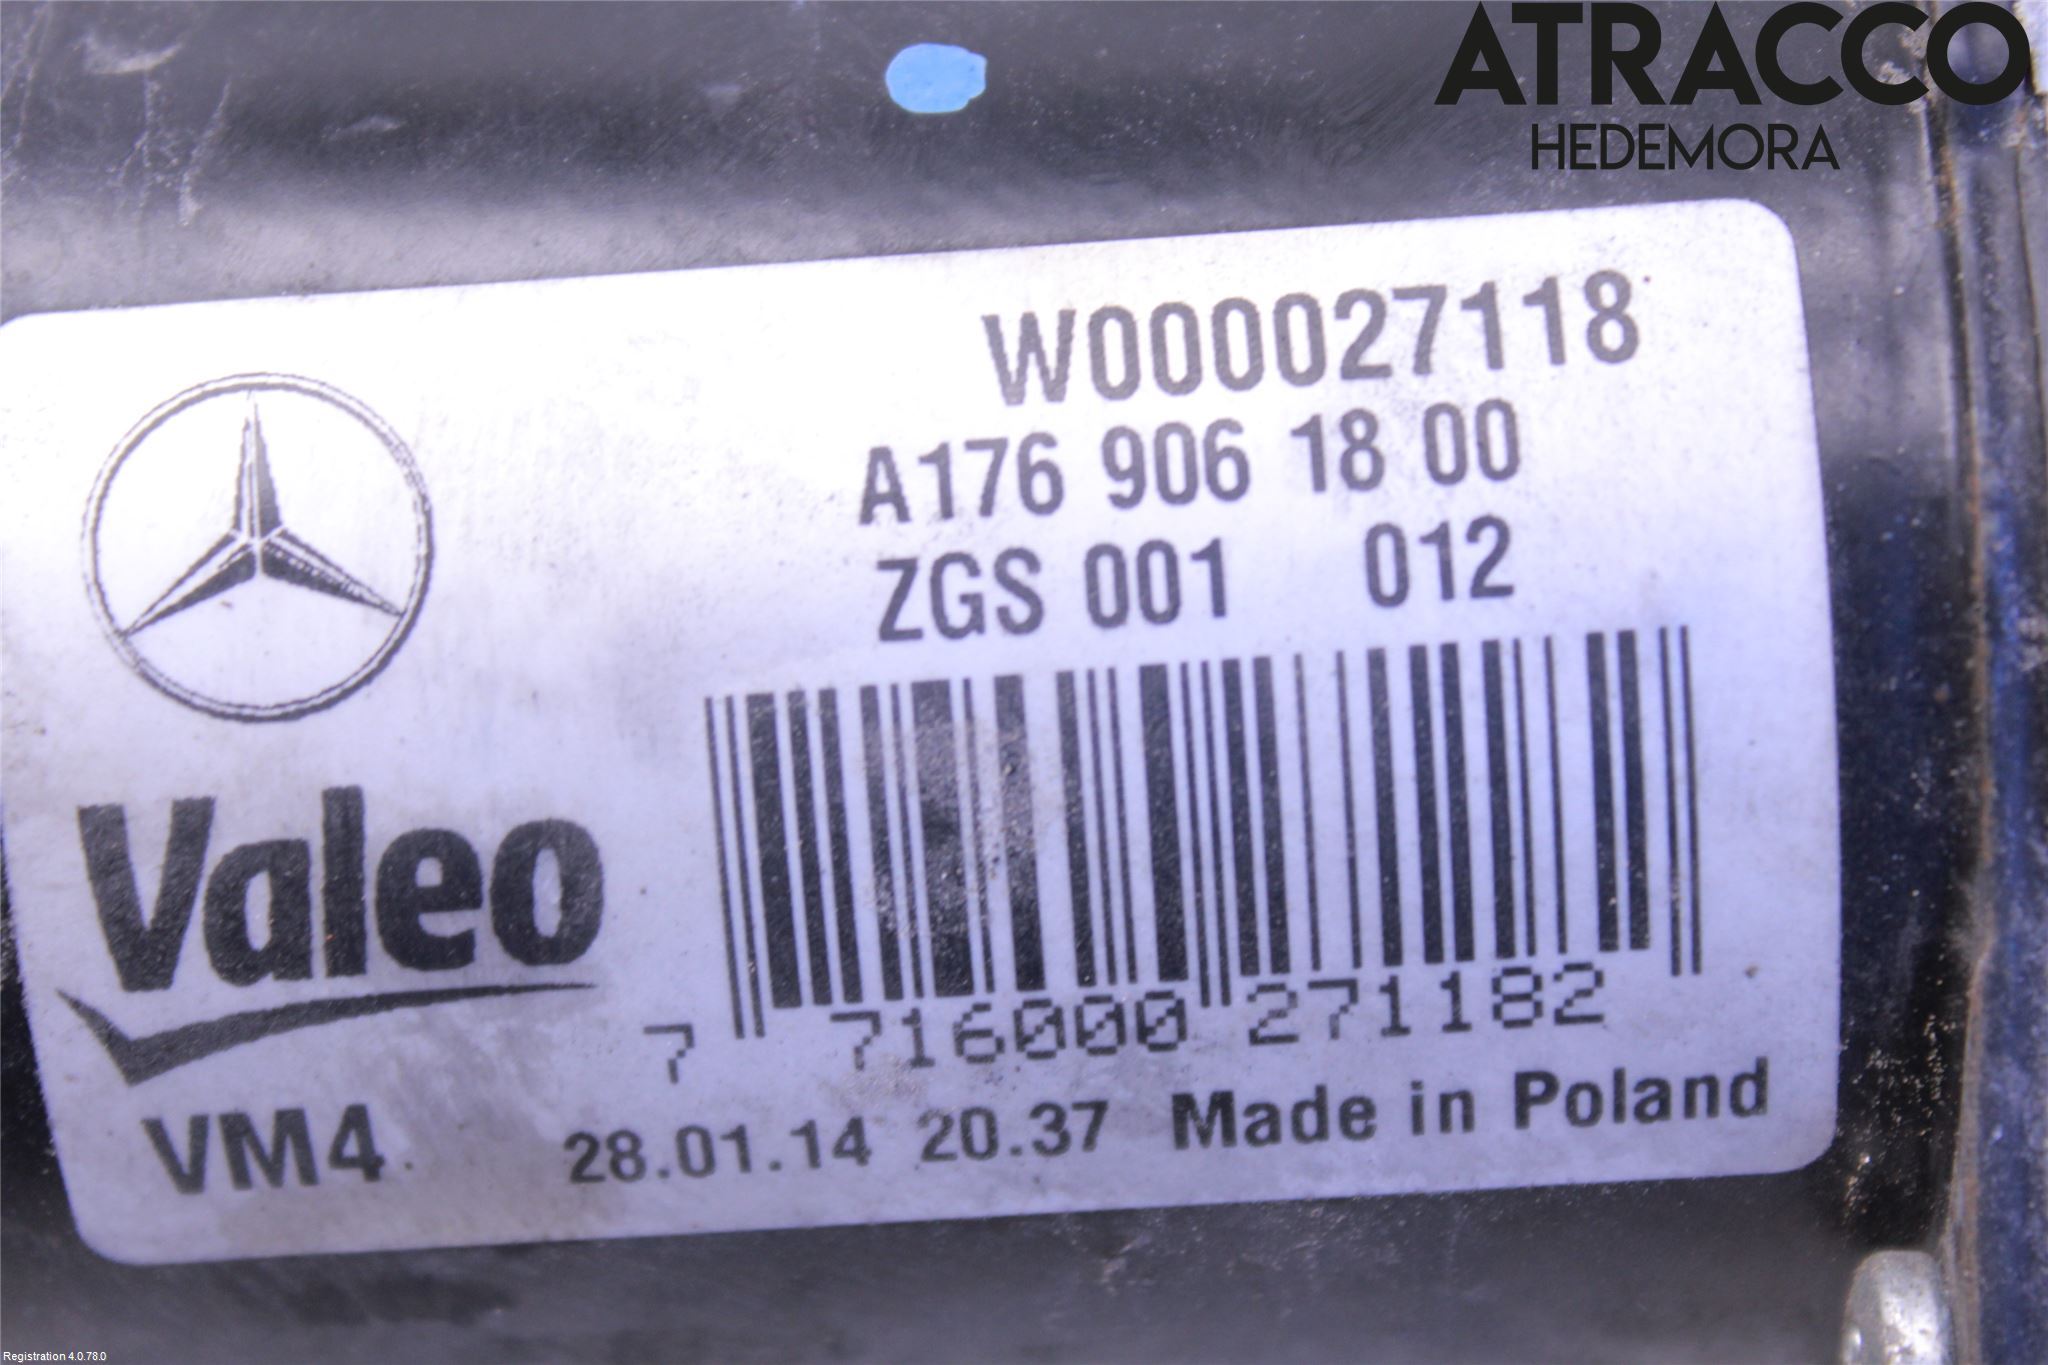 ATRACCO
HEDEMORA
W000027118
A176 906 18 00
ZGS 001 012
Valeo
7 716000 271182
VM4 28.01.14 20.37 Made in Poland
Registration 4.0.78.0